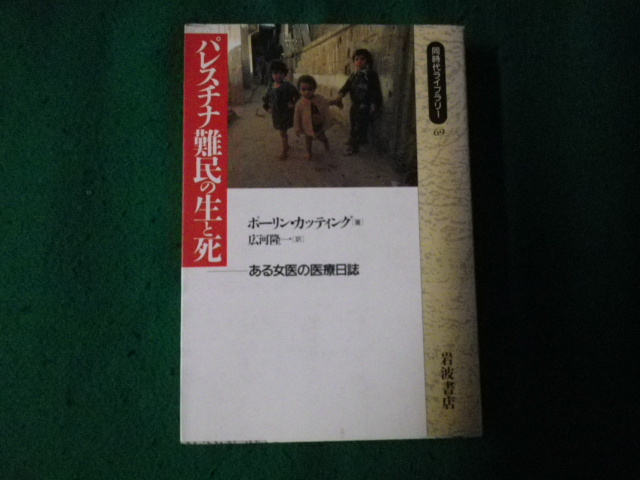 パレスチナ難民の生と死
ポーリン・カッティング[著]
広河隆一[訳]
ある女医の医療日誌
同時代ライブラリー
69
岩波書店